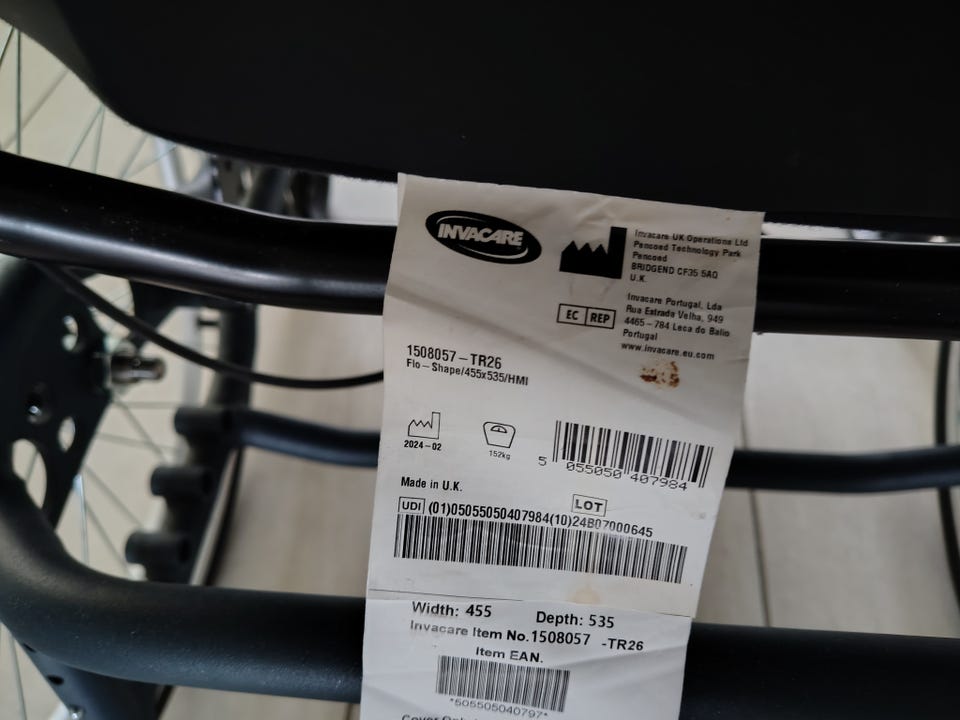 INVACARE
Invacare UK Operations Ltd
Pencoed Technology Park
Pencoed
BRIDGEND CF35 5AQ
U.K.
EC REP
Invacare Portugal, Lda
Rua Estrada Velha, 949
4465-784 Leca do Balio
Portugal
www.invacare.eu.com
1508057-TR26
Flo-Shape/455x535/HMI
2024-02
152kg
5 055050 407984
Made in U.K.
LOT
UDI (01)05055050407984(10)24B07000645
Width: 455 Depth: 535
Invacare Item No.1508057 -TR26
Item EAN.
*505505040797*
Cover